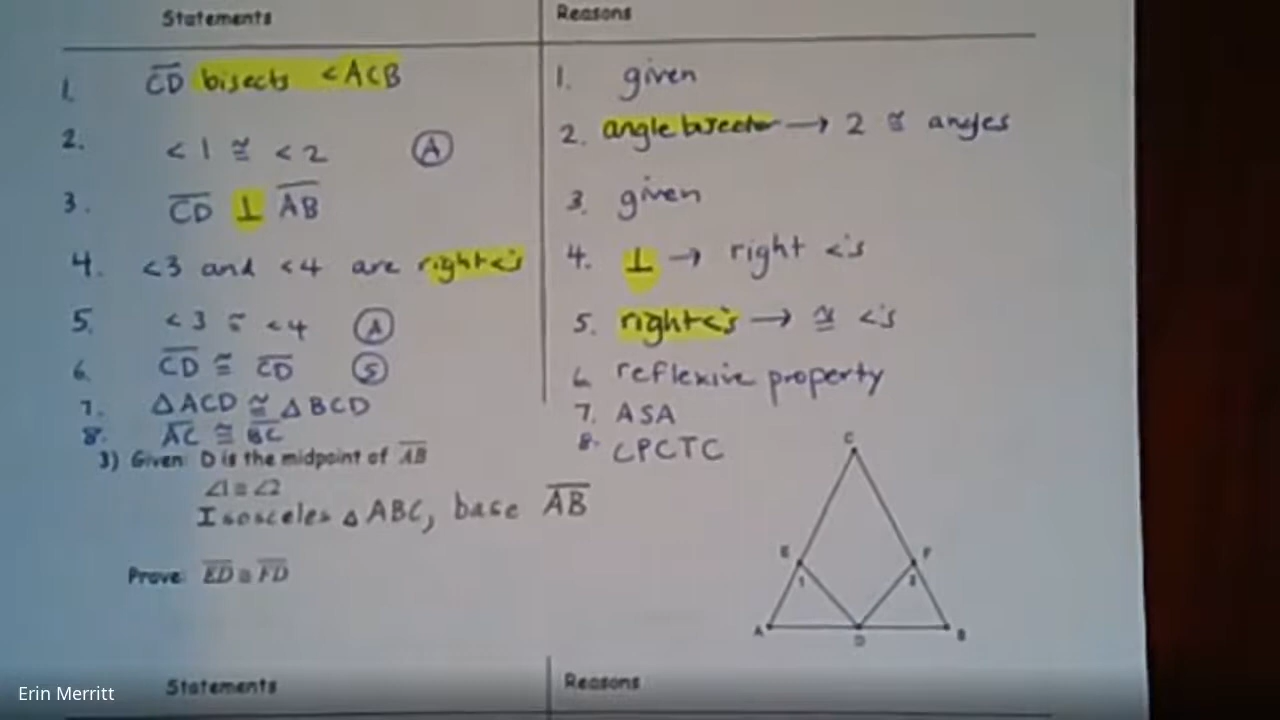 Statements Reasons
1. CD bisects <ACB 1. given
2. <1 ≅ <2 Ⓐ 2. angle bisector → 2 ≅ angles
3. CD ⊥ AB 3. given
4. <3 and <4 are right <'s 4. ⊥ → right <'s
5. <3 ≅ <4 Ⓐ 5. right <'s → ≅ <'s
6. CD ≅ CD Ⓢ 6. reflexive property
7. △ACD ≅ △BCD 7. ASA
8. AC ≅ BC 8. CPCTC
3) Given: D is the midpoint of AB
∠1 ≅ ∠2
Isosceles △ABC, base AB
Prove: ED ≅ FD
C
E F
1 2
A D B
Statements Reasons
Erin Merritt